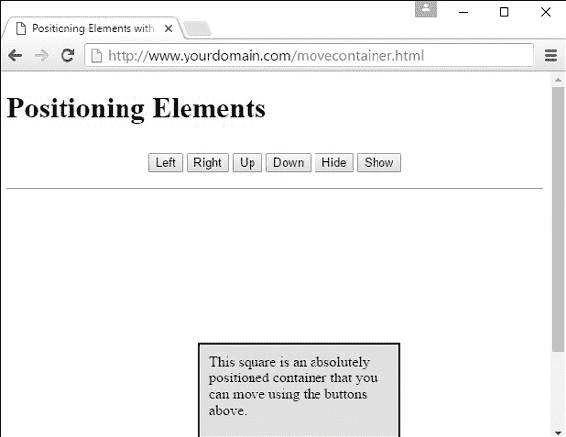 Positioning Elements with
http://www.yourdomain.com/movecontainer.html
Positioning Elements
Left Right Up Down Hide Show
This square is an absolutely
positioned container that you
can move using the buttons
above.